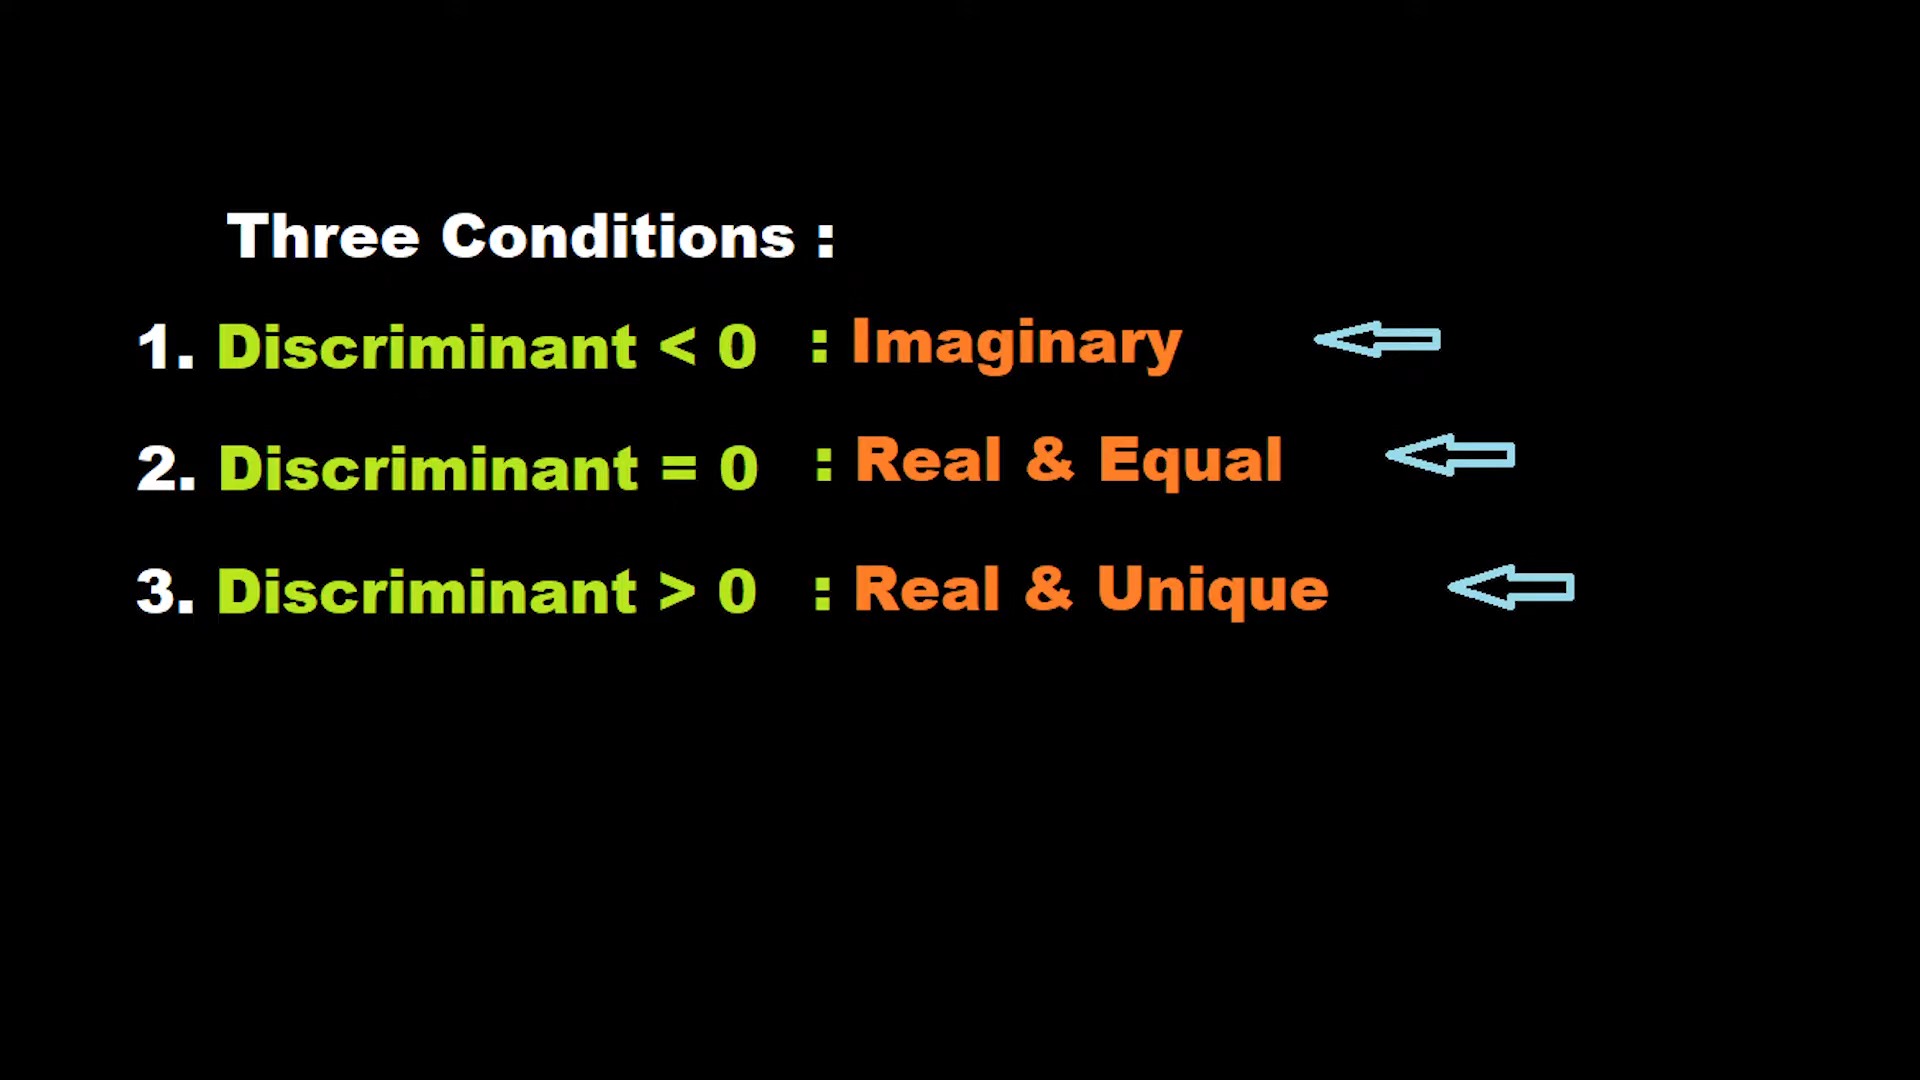 Three Conditions :
1. Discriminant < 0 : Imaginary
2. Discriminant = 0 : Real & Equal
3. Discriminant > 0 : Real & Unique